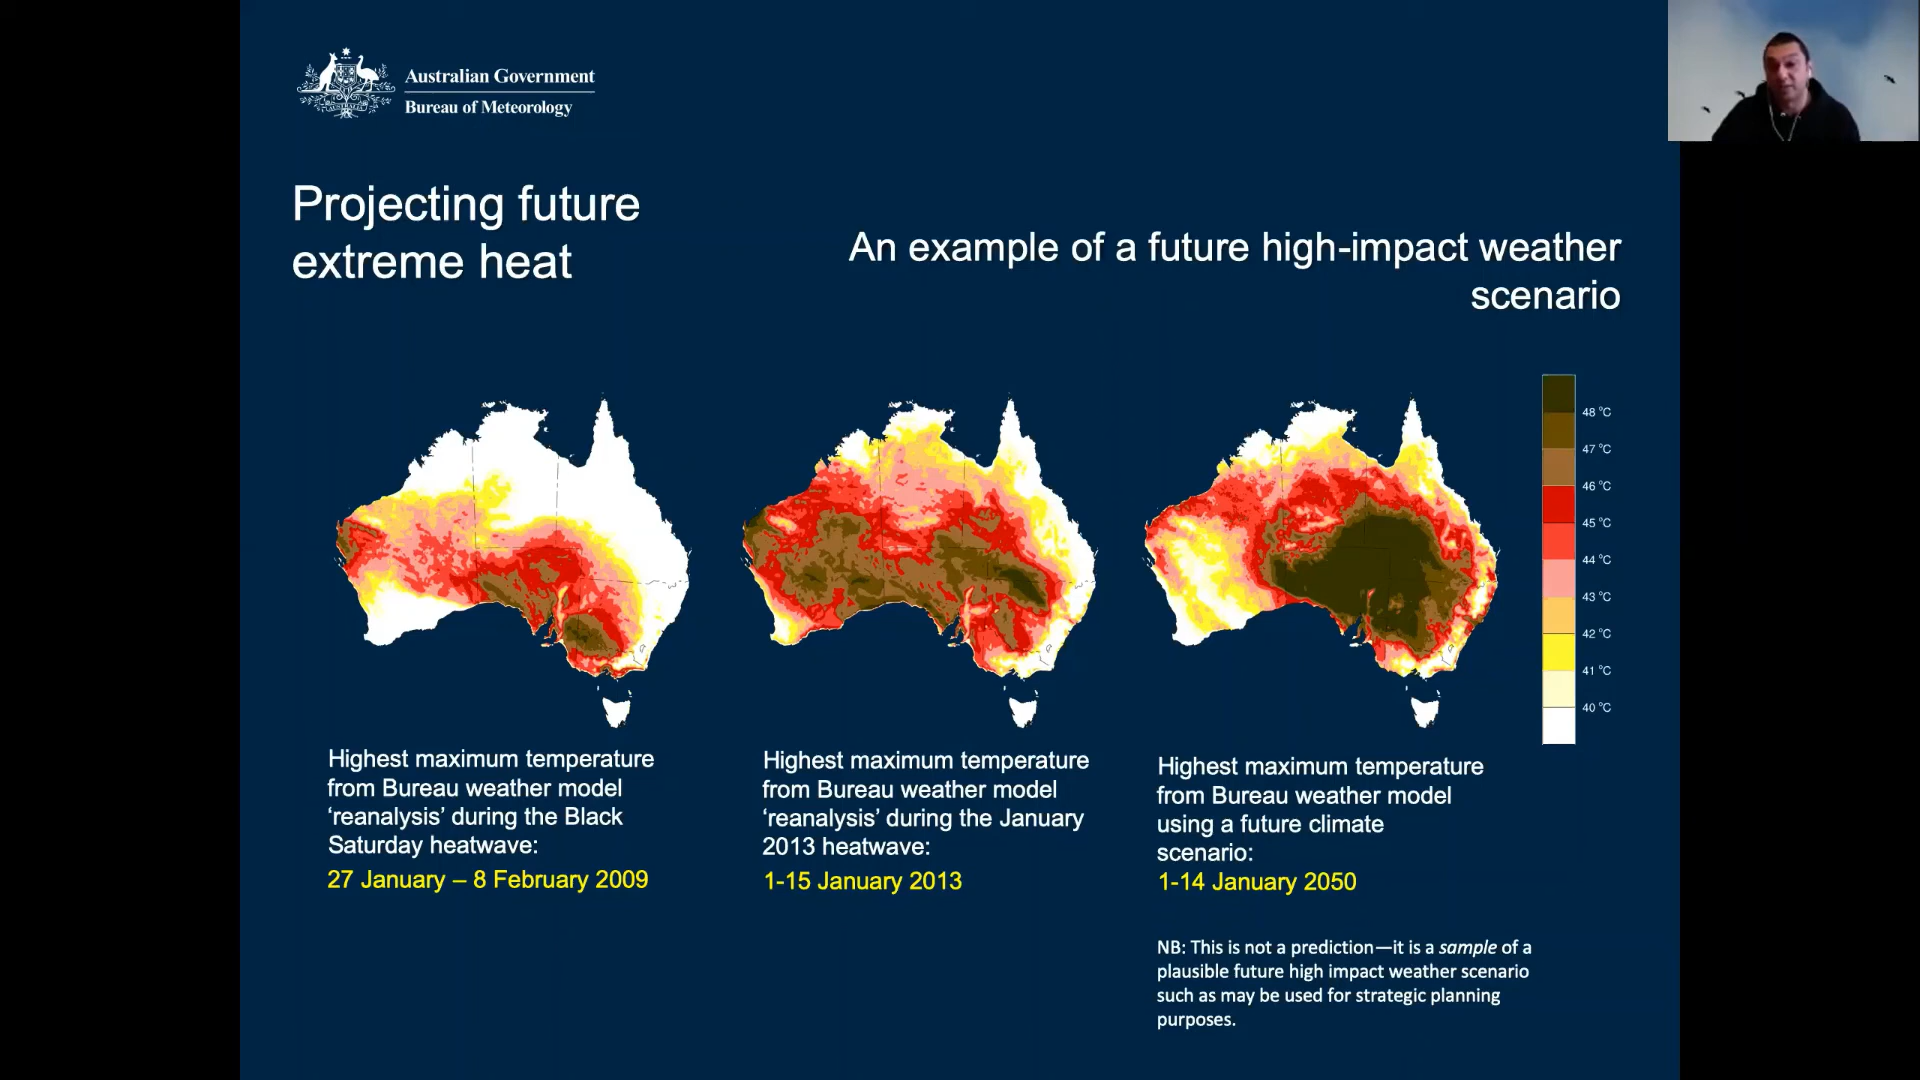 Australian Government
Bureau of Meteorology
Projecting future
extreme heat
An example of a future high-impact weather
scenario
48 °C
47 °C
46 °C
45 °C
44 °C
43 °C
42 °C
41 °C
40 °C
Highest maximum temperature
from Bureau weather model
‘reanalysis’ during the Black
Saturday heatwave:
27 January – 8 February 2009
Highest maximum temperature
from Bureau weather model
‘reanalysis’ during the January
2013 heatwave:
1-15 January 2013
Highest maximum temperature
from Bureau weather model
using a future climate
scenario:
1-14 January 2050
NB: This is not a prediction—it is a sample of a
plausible future high impact weather scenario
such as may be used for strategic planning
purposes.